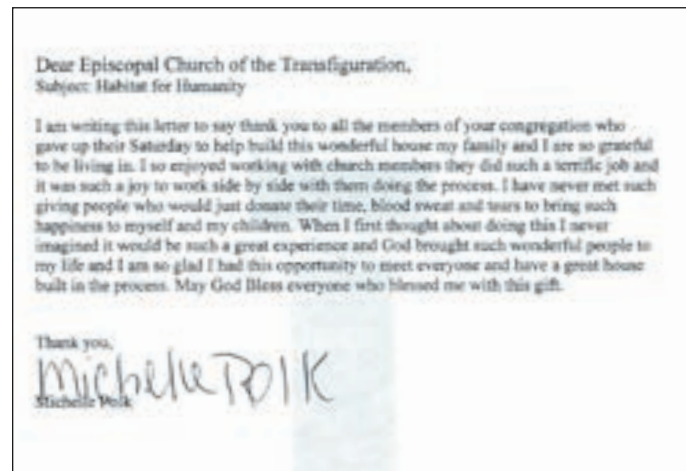 Dear Episcopal Church of the Transfiguration,
Subject: Habitat for Humanity
I am writing this letter to say thank you to all the members of your congregation who
gave up their Saturday to help build this wonderful house my family and I are so grateful
to be living in. I so enjoyed working with church members they did such a terrific job and
it was such a joy to work side by side with them doing the process. I have never met such
giving people who would just donate their time, blood sweat and tears to bring such
happiness to myself and my children. When I first thought about doing this I never
imagined it would be such a great experience and God brought such wonderful people to
my life and I am so glad I had this opportunity to meet everyone and have a great house
built in the process. May God Bless everyone who blessed me with this gift.
Thank you,
Michelle Polk
Michelle Polk